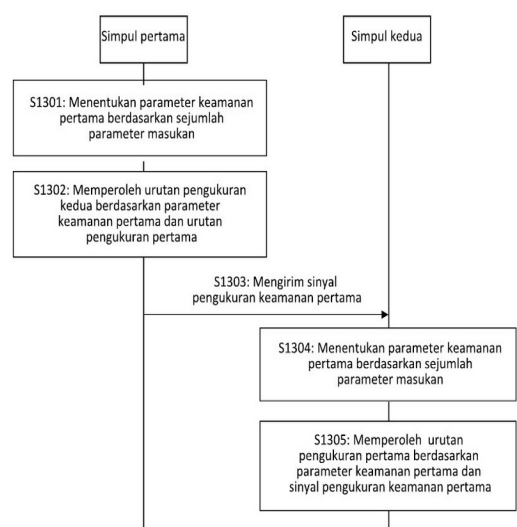 Simpul pertama
Simpul kedua
S1301: Menentukan parameter keamanan
pertama berdasarkan sejumlah
parameter masukan
S1302: Memperoleh urutan pengukuran
kedua berdasarkan parameter
keamanan pertama dan urutan
pengukuran pertama
S1303: Mengirim sinyal
pengukuran keamanan pertama
S1304: Menentukan parameter keamanan
pertama berdasarkan sejumlah
parameter masukan
S1305: Memperoleh urutan
pengukuran pertama berdasarkan
parameter keamanan pertama dan
sinyal pengukuran keamanan pertama